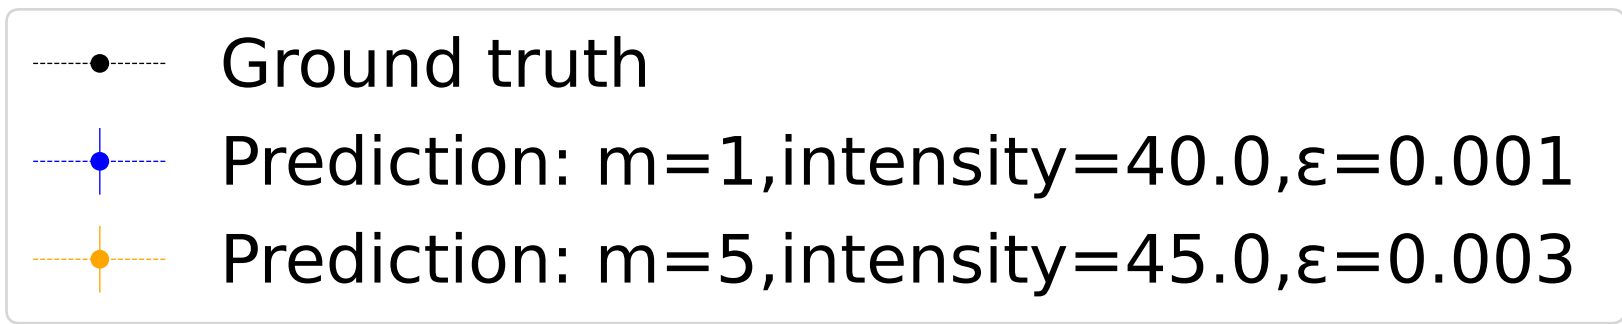 Ground truth
Prediction: m=1,intensity=40.0,ε=0.001
Prediction: m=5,intensity=45.0,ε=0.003